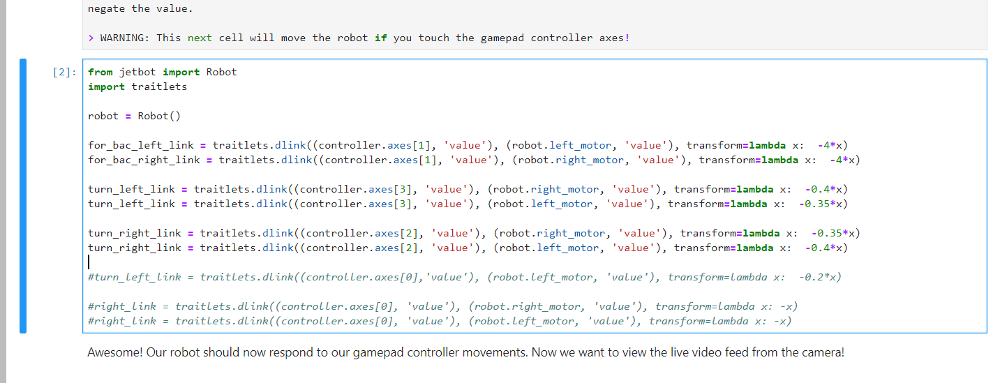 negate the value.
> WARNING: This next cell will move the robot if you touch the gamepad controller axes!
[2]:
from jetbot import Robot
import traitlets
robot = Robot()
for_bac_left_link = traitlets.dlink((controller.axes[1], 'value'), (robot.left_motor, 'value'), transform=lambda x:  -4*x)
for_bac_right_link = traitlets.dlink((controller.axes[1], 'value'), (robot.right_motor, 'value'), transform=lambda x:  -4*x)
turn_left_link = traitlets.dlink((controller.axes[3], 'value'), (robot.right_motor, 'value'), transform=lambda x:  -0.4*x)
turn_left_link = traitlets.dlink((controller.axes[3], 'value'), (robot.left_motor, 'value'), transform=lambda x:  -0.35*x)
turn_right_link = traitlets.dlink((controller.axes[2], 'value'), (robot.right_motor, 'value'), transform=lambda x:  -0.35*x)
turn_right_link = traitlets.dlink((controller.axes[2], 'value'), (robot.left_motor, 'value'), transform=lambda x:  -0.4*x)
#turn_left_link = traitlets.dlink((controller.axes[0],'value'), (robot.left_motor, 'value'), transform=lambda x:  -0.2*x)
#right_link = traitlets.dlink((controller.axes[0], 'value'), (robot.right_motor, 'value'), transform=lambda x: -x)
#right_link = traitlets.dlink((controller.axes[0], 'value'), (robot.left_motor, 'value'), transform=lambda x: -x)
Awesome! Our robot should now respond to our gamepad controller movements. Now we want to view the live video feed from the camera!